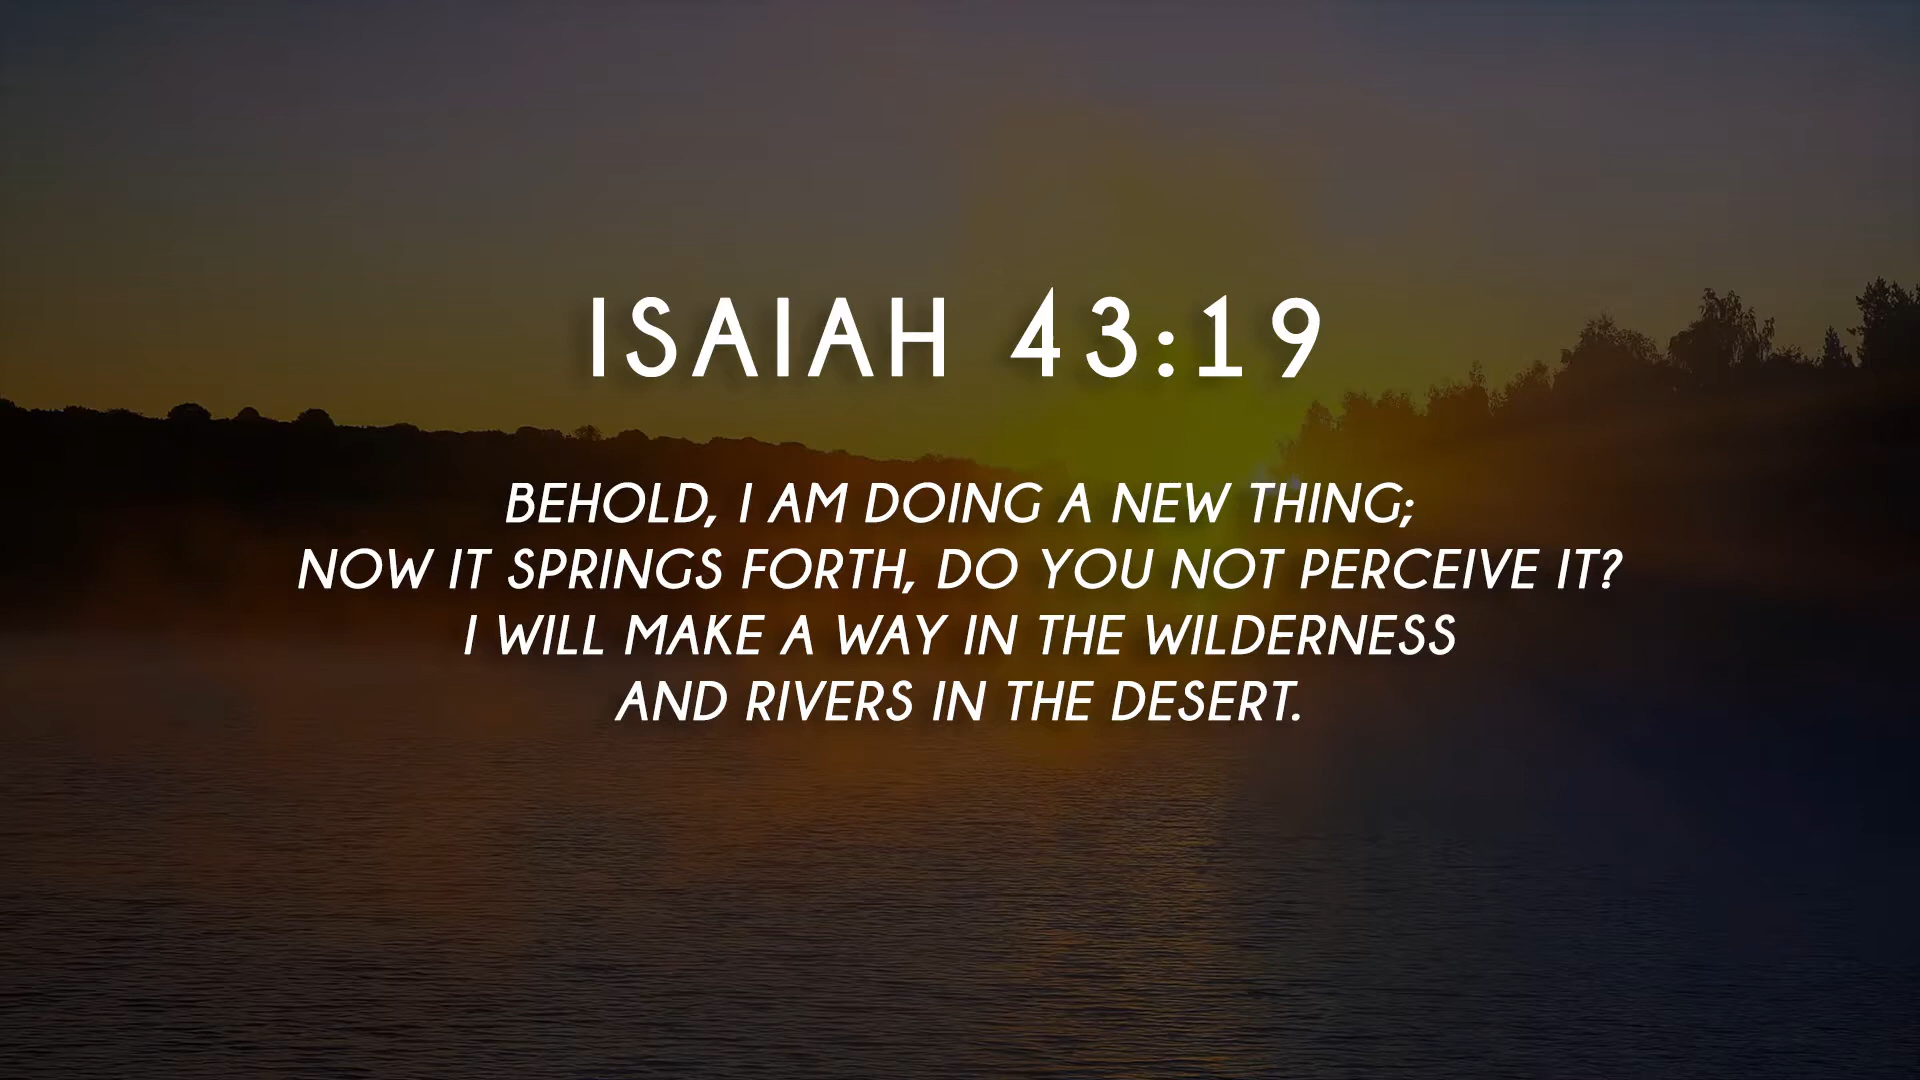 ISAIAH 43:19
BEHOLD, I AM DOING A NEW THING;
NOW IT SPRINGS FORTH, DO YOU NOT PERCEIVE IT?
I WILL MAKE A WAY IN THE WILDERNESS
AND RIVERS IN THE DESERT.